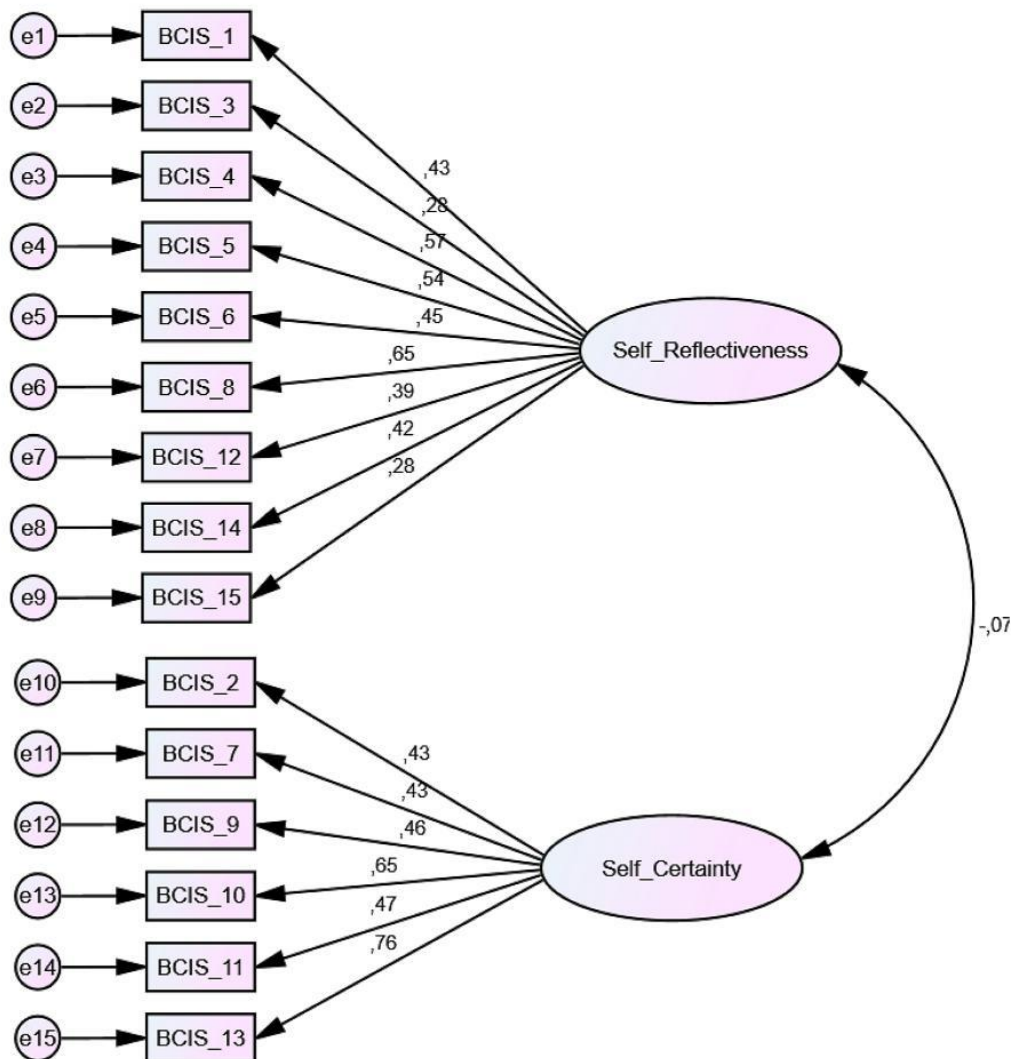 e1 BCIS_1
e2 BCIS_3
e3 BCIS_4
,43
e4 BCIS_5
,28
,57
e5 BCIS_6
,54
,45
Self_Reflectiveness
e6 BCIS_8
,65
,39
e7 BCIS_12
,42
,28
e8 BCIS_14
e9 BCIS_15
-,07
e10 BCIS_2
e11 BCIS_7
,43
,43
e12 BCIS_9
,46
Self_Certainty
e13 BCIS_10
,65
,47
e14 BCIS_11
,76
e15 BCIS_13